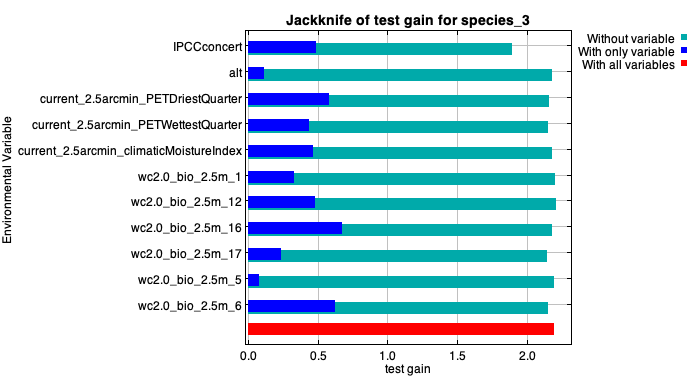 Jackknife of test gain for species_3
Without variable
With only variable
With all variables
Environmental Variable
IPCCconcert
alt
current_2.5arcmin_PETDriestQuarter
current_2.5arcmin_PETWettestQuarter
current_2.5arcmin_climaticMoistureIndex
wc2.0_bio_2.5m_1
wc2.0_bio_2.5m_12
wc2.0_bio_2.5m_16
wc2.0_bio_2.5m_17
wc2.0_bio_2.5m_5
wc2.0_bio_2.5m_6
0.0 0.5 1.0 1.5 2.0
test gain